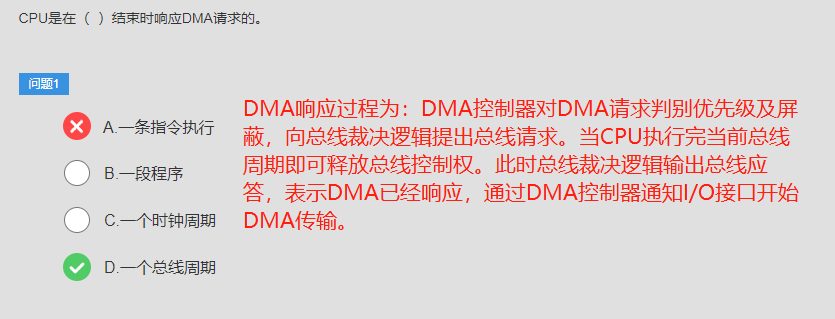 CPU是在（ ）结束时响应DMA请求的。
问题1
A.一条指令执行
B.一段程序
C.一个时钟周期
D.一个总线周期
DMA响应过程为：DMA控制器对DMA请求判别优先级及屏
蔽，向总线裁决逻辑提出总线请求。当CPU执行完当前总线
周期即可释放总线控制权。此时总线裁决逻辑输出总线应
答，表示DMA已经响应，通过DMA控制器通知I/O接口开始
DMA传输。